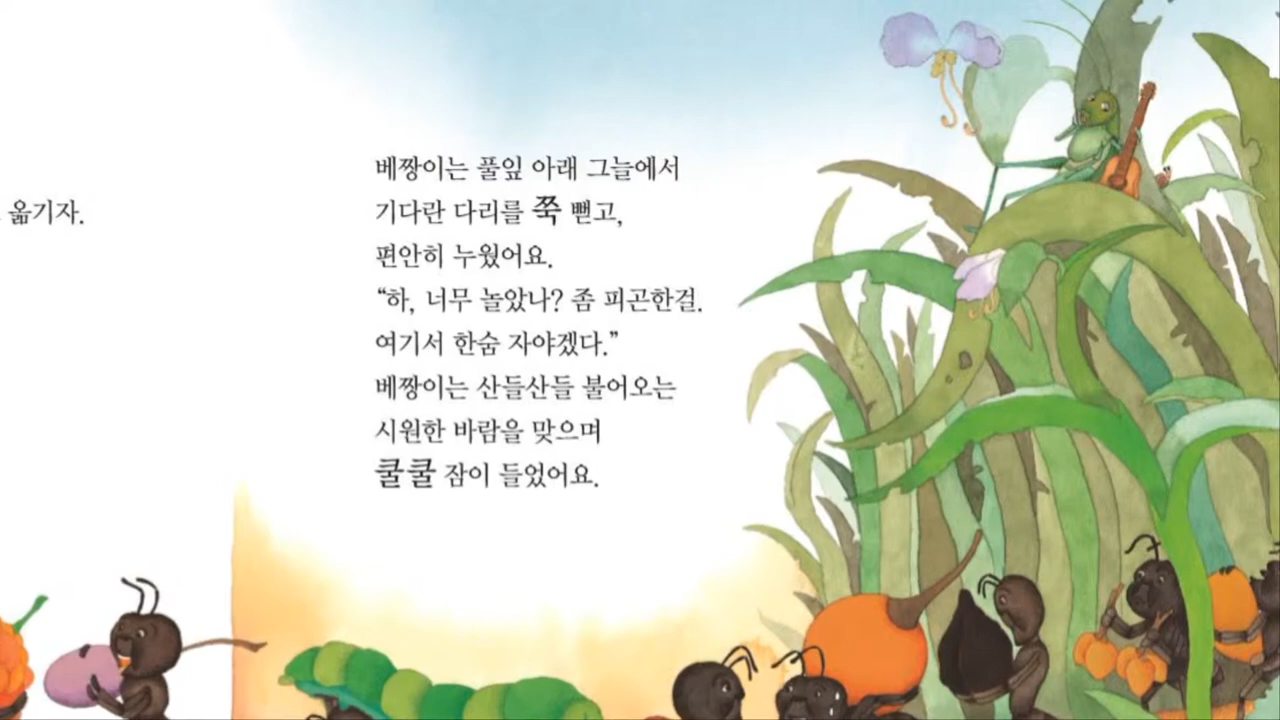 옮기자.
베짱이는 풀잎 아래 그늘에서
기다란 다리를 쭉 뻗고,
편안히 누웠어요.
“하, 너무 놀았나? 좀 피곤한걸.
여기서 한숨 자야겠다.”
베짱이는 산들산들 불어오는
시원한 바람을 맞으며
쿨쿨 잠이 들었어요.